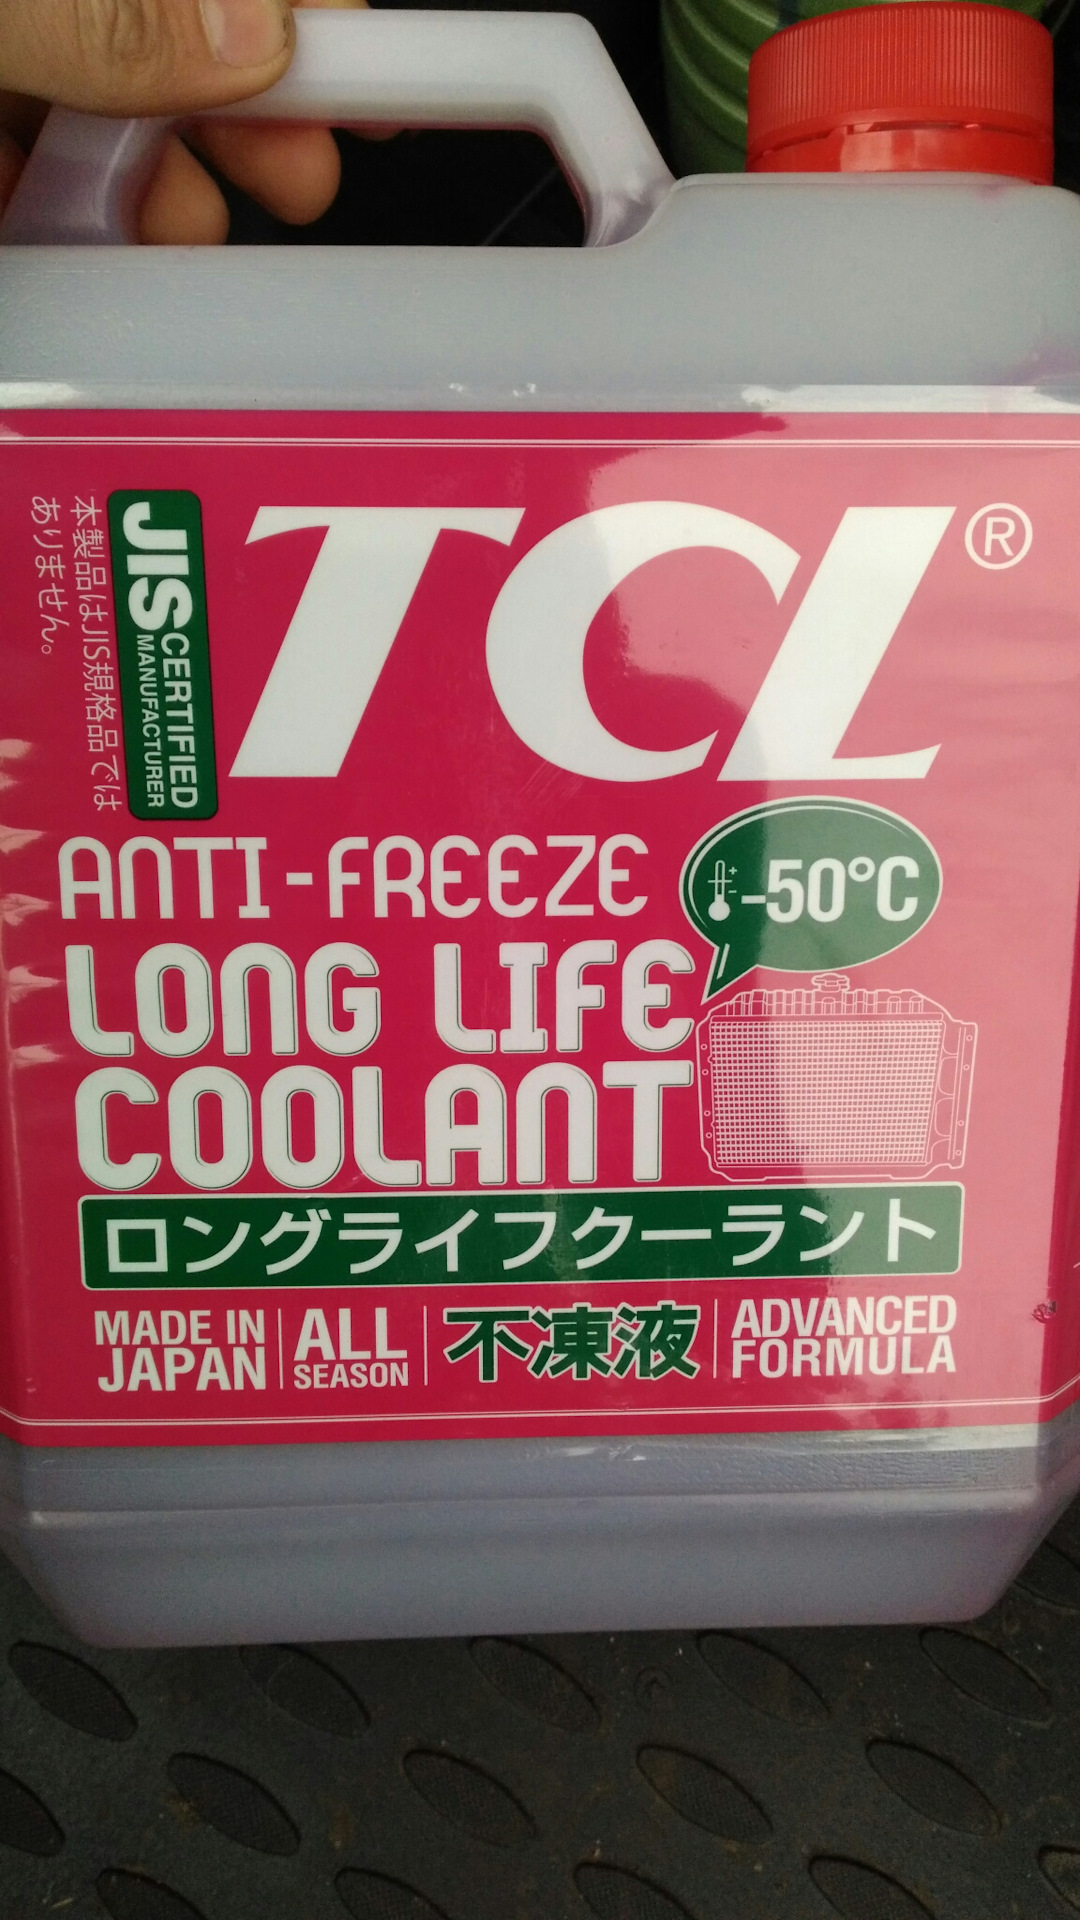 TCL®
JIS CERTIFIED
MANUFACTURER
本製品はJIS規格品では
ありません。
ANTI-FREEZE
-50°C
LONG LIFE
COOLANT
ロングライフクーラント
MADE IN
JAPAN
ALL
SEASON
不凍液
ADVANCED
FORMULA